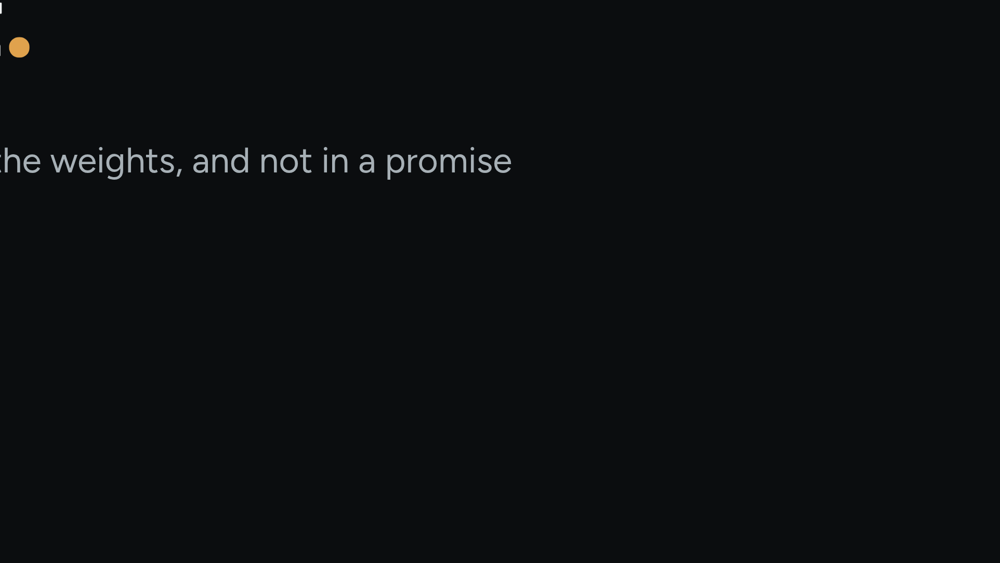 the weights, and not in a promise